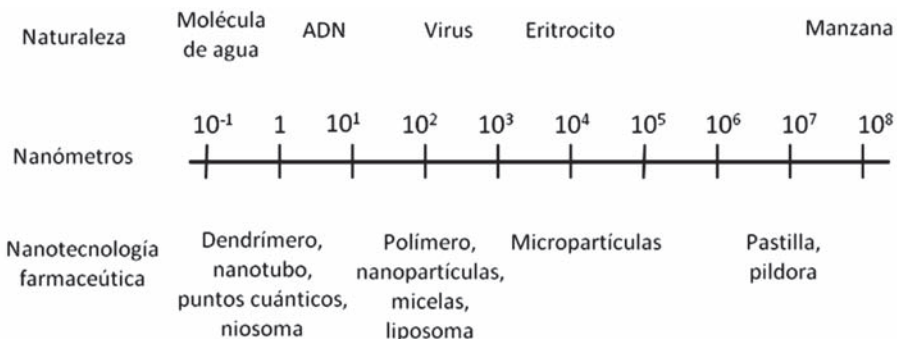 Naturaleza Molécula de agua ADN Virus Eritrocito Manzana
10⁻¹ 1 10¹ 10² 10³ 10⁴ 10⁵ 10⁶ 10⁷ 10⁸
Nanómetros
Nanotecnología farmaceútica
Dendrímero,
nanotubo,
puntos cuánticos,
niosoma
Polímero,
nanopartículas,
micelas,
liposoma
Micropartículas
Pastilla,
pildora